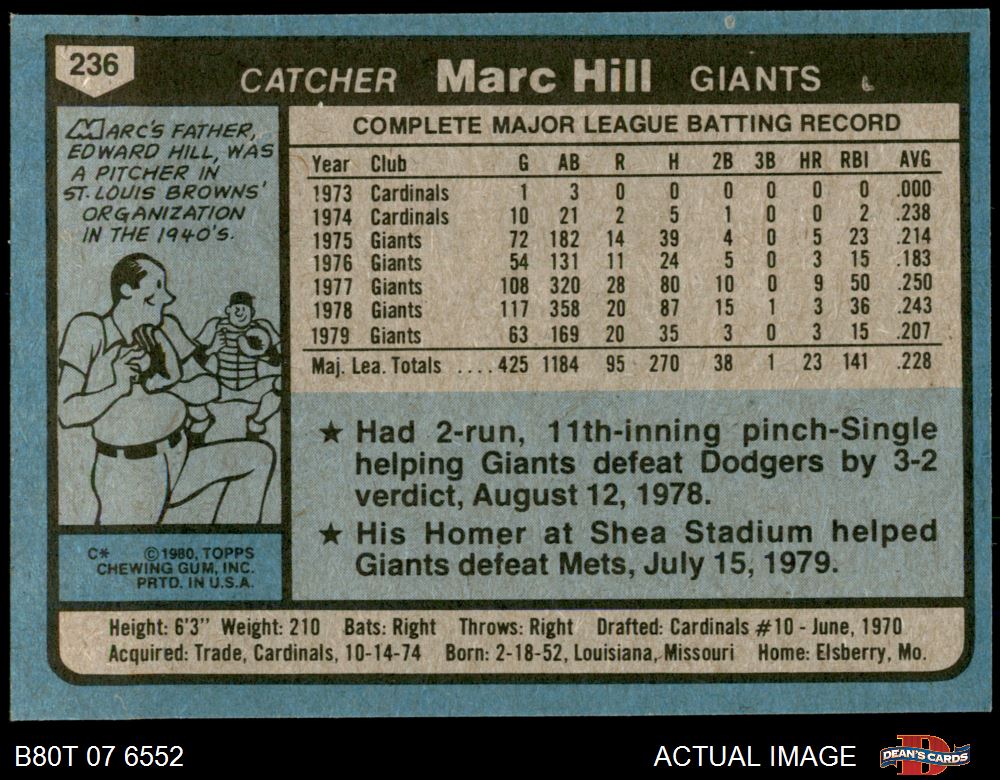 236
CATCHER Marc Hill GIANTS
MARC'S FATHER,
EDWARD HILL, WAS
A PITCHER IN
ST. LOUIS BROWNS'
ORGANIZATION
IN THE 1940'S.
COMPLETE MAJOR LEAGUE BATTING RECORD
Year Club G AB R H 2B 3B HR RBI AVG
1973 Cardinals 1 3 0 0 0 0 0 0 .000
1974 Cardinals 10 21 2 5 1 0 0 2 .238
1975 Giants 72 182 14 39 4 0 5 23 .214
1976 Giants 54 131 11 24 5 0 3 15 .183
1977 Giants 108 320 28 80 10 0 9 50 .250
1978 Giants 117 358 20 87 15 1 3 36 .243
1979 Giants 63 169 20 35 3 0 3 15 .207
Maj. Lea. Totals ....425 1184 95 270 38 1 23 141 .228
★ Had 2-run, 11th-inning pinch-Single
helping Giants defeat Dodgers by 3-2
verdict, August 12, 1978.
★ His Homer at Shea Stadium helped
Giants defeat Mets, July 15, 1979.
C* ©1980, TOPPS
CHEWING GUM, INC.
PRTD. IN U.S.A.
Height: 6'3" Weight: 210 Bats: Right Throws: Right Drafted: Cardinals #10 - June, 1970
Acquired: Trade, Cardinals, 10-14-74 Born: 2-18-52, Louisiana, Missouri Home: Elsberry, Mo.
B80T 07 6552
ACTUAL IMAGE
DEAN'S CARDS